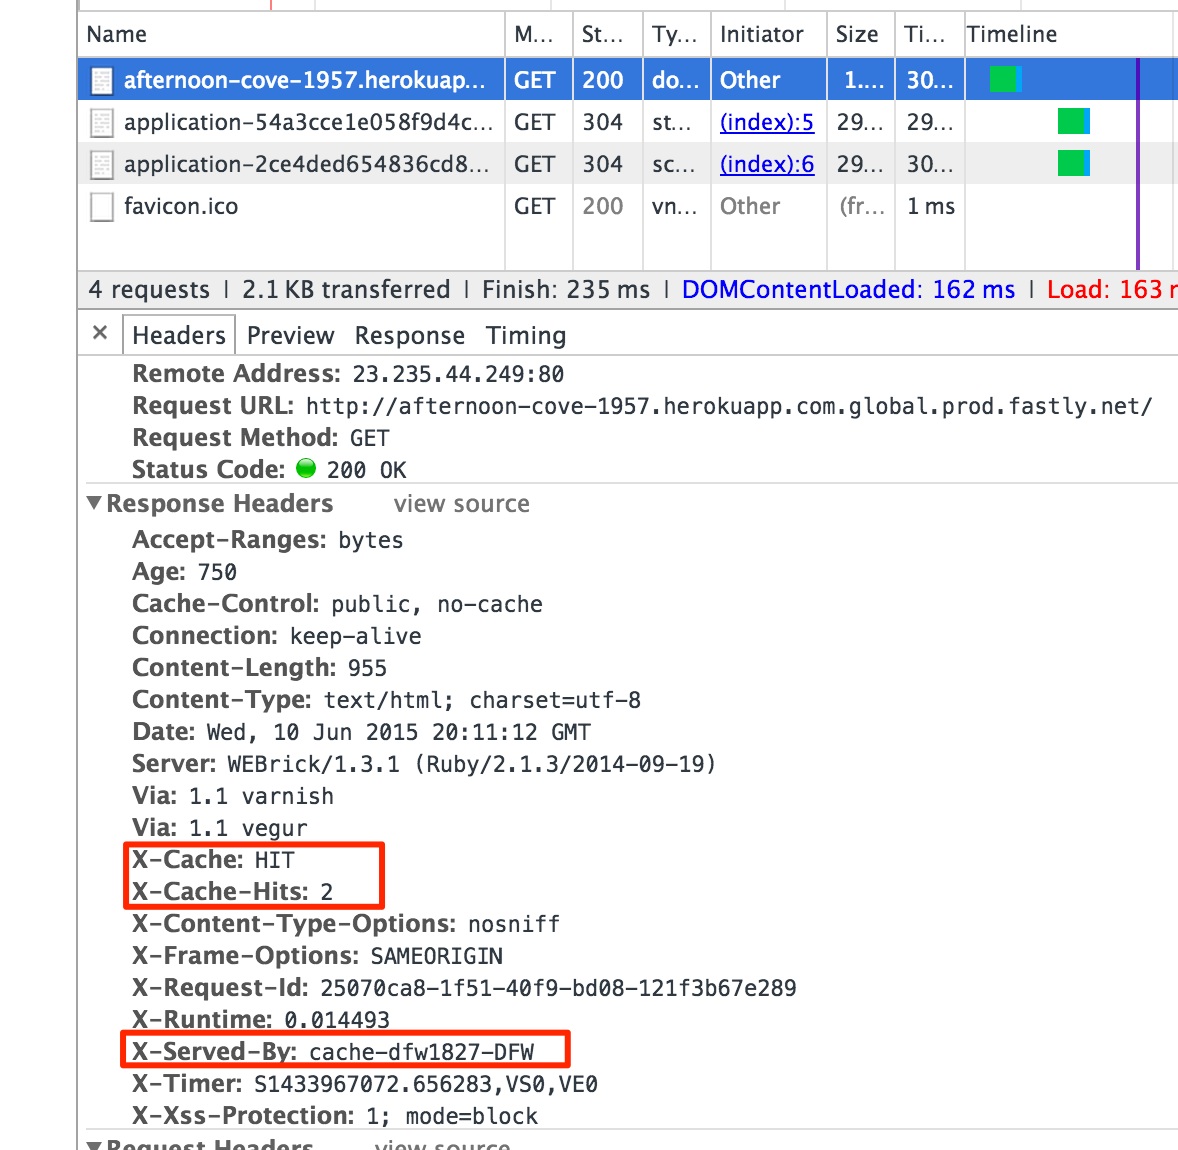 Name M... St... Ty... Initiator Size Ti... Timeline
afternoon-cove-1957.herokuap... GET 200 do... Other 1.... 30...
application-54a3cce1e058f9d4c... GET 304 st... (index):5 29... 29...
application-2ce4ded654836cd8... GET 304 sc... (index):6 29... 30...
favicon.ico GET 200 vn... Other (fr... 1 ms
4 requests | 2.1 KB transferred | Finish: 235 ms | DOMContentLoaded: 162 ms | Load: 163
× Headers Preview Response Timing
Remote Address: 23.235.44.249:80
Request URL: http://afternoon-cove-1957.herokuapp.com.global.prod.fastly.net/
Request Method: GET
Status Code: 200 OK
▼Response Headers view source
Accept-Ranges: bytes
Age: 750
Cache-Control: public, no-cache
Connection: keep-alive
Content-Length: 955
Content-Type: text/html; charset=utf-8
Date: Wed, 10 Jun 2015 20:11:12 GMT
Server: WEBrick/1.3.1 (Ruby/2.1.3/2014-09-19)
Via: 1.1 varnish
Via: 1.1 vegur
X-Cache: HIT
X-Cache-Hits: 2
X-Content-Type-Options: nosniff
X-Frame-Options: SAMEORIGIN
X-Request-Id: 25070ca8-1f51-40f9-bd08-121f3b67e289
X-Runtime: 0.014493
X-Served-By: cache-dfw1827-DFW
X-Timer: S1433967072.656283,VS0,VE0
X-Xss-Protection: 1; mode=block
▼Request Headers view source